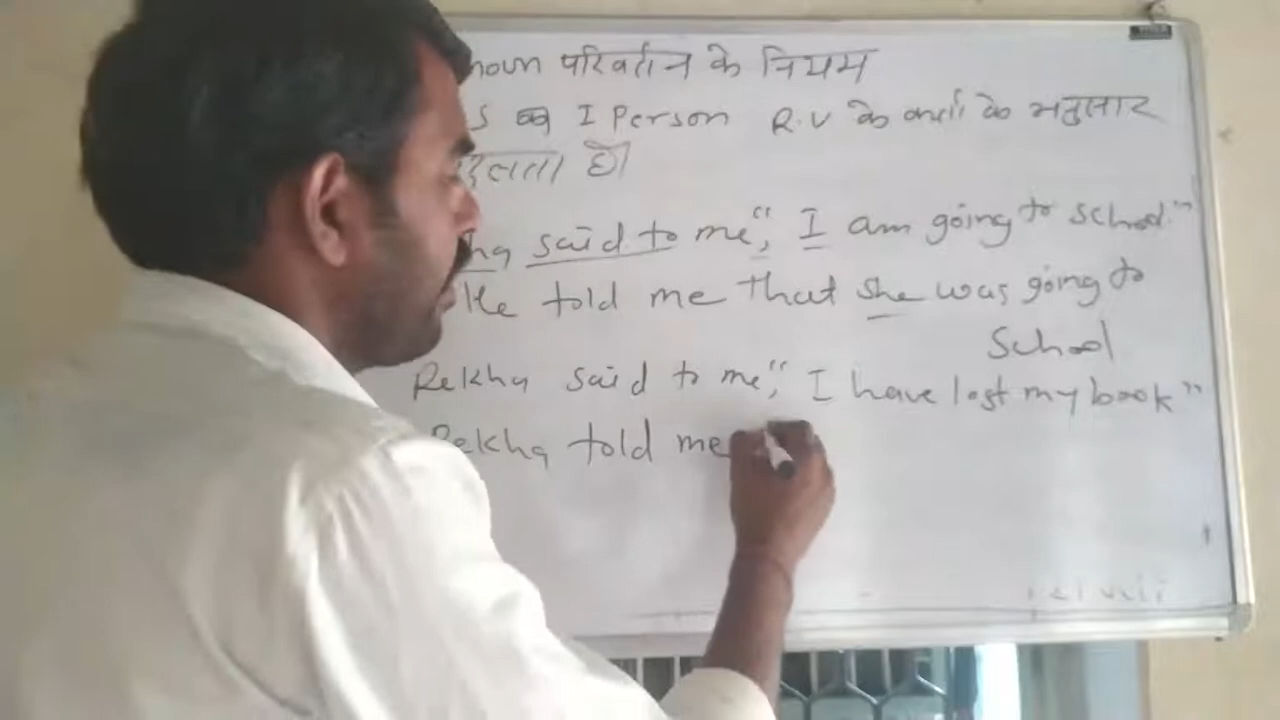 noun परिवर्तन के नियम
S का I Person R.V के कर्ता के अनुसार
दलता है।
said to me", I am going to school."
told me that she was going to
School
Rekha said to me", I have lost my book"
Rekha told me